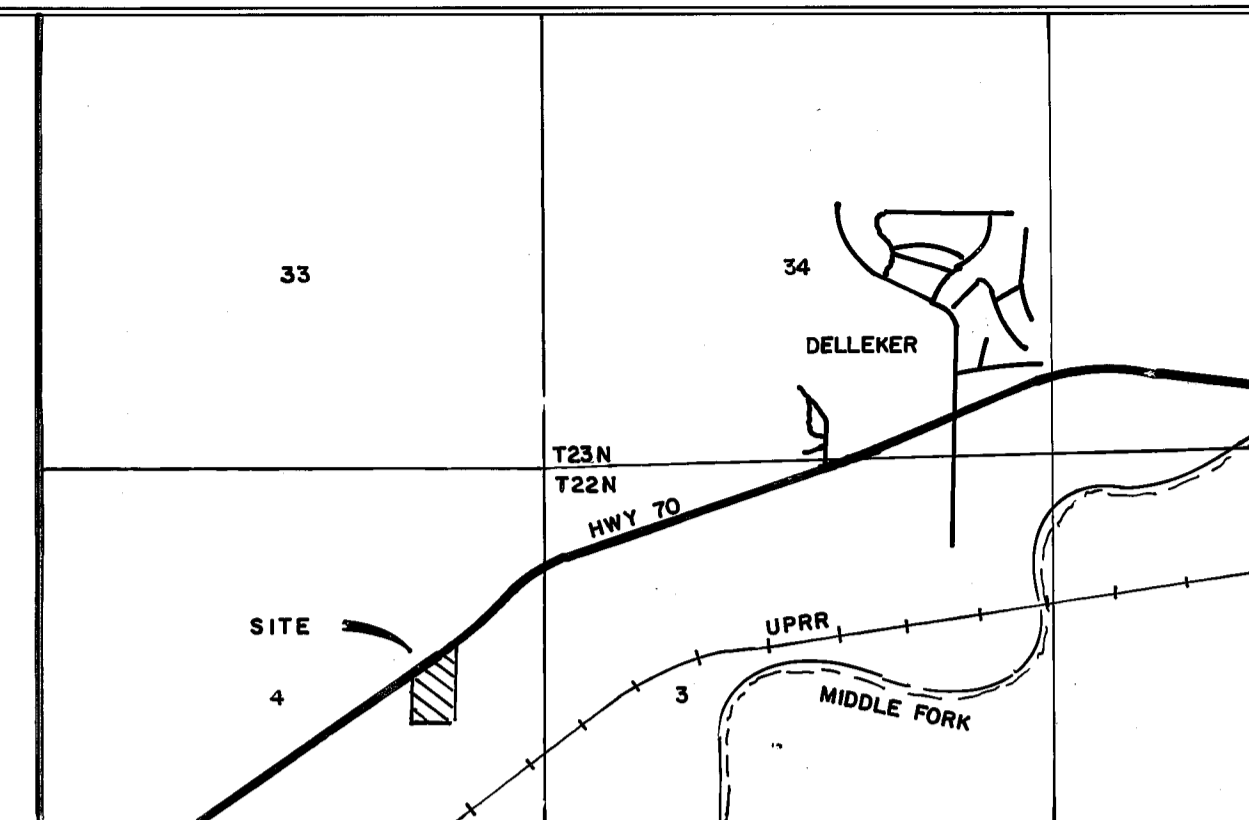 33
34
DELLEKER
T23N
T22N
HWY 70
SITE
UPRR
4
3
MIDDLE FORK